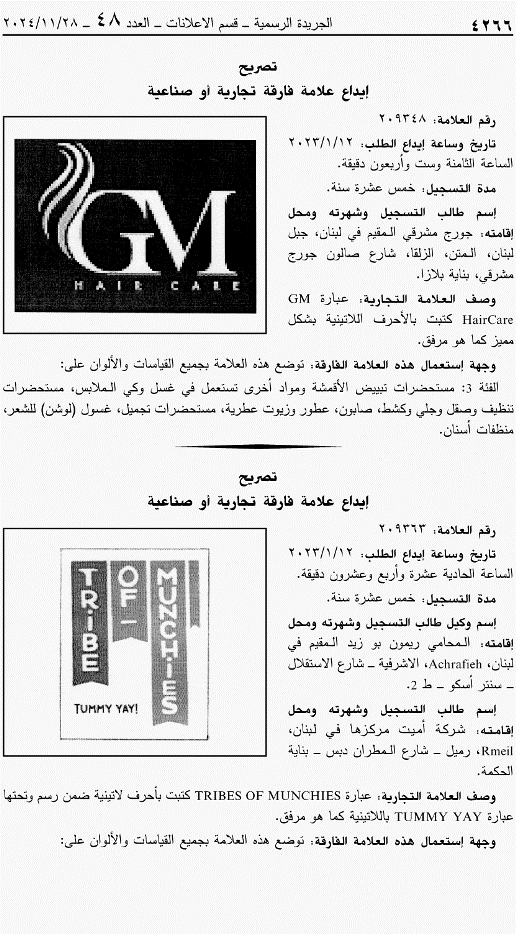 ٤٢٦٦
الجريدة الرسمية ــ قسم الاعلانات ــ العدد ٤٨ ــ ٢٠٢٤/١١/٢٨
تصريح
إيداع علامة فارقة تجارية أو صناعية
رقم العلامة: ٢٠٩٣٤٨
تاريخ وساعة إيداع الطلب: ٢٠٢٣/١/١٢
الساعة الثامنة وست وأربعون دقيقة.
مدة التسجيل: خمس عشرة سنة.
إسم طالب التسجيل وشهرته ومحل
إقامته: جورج مشرقي المقيم في لبنان، جبل
لبنان، المتن، الزلقا، شارع صالون جورج
مشرقي، بناية بلازا.
وصف العلامة التجارية: عبارة GM
HairCare كتبت بالأحرف اللاتينية بشكل
مميز كما هو مرفق.
GM
HAIR CARE
وجهة إستعمال هذه العلامة الفارقة: توضع هذه العلامة بجميع القياسات والألوان على:
الفئة 3: مستحضرات تبييض الأقمشة ومواد أخرى تستعمل في غسل وكي الملابس، مستحضرات
تنظيف وصقل وجلي وكشط، صابون، عطور وزيوت عطرية، مستحضرات تجميل، غسول (لوشن) للشعر،
منظفات أسنان.
تصريح
إيداع علامة فارقة تجارية أو صناعية
رقم العلامة: ٢٠٩٣٦٣
تاريخ وساعة إيداع الطلب: ٢٠٢٣/١/١٢
الساعة الحادية عشرة وأربع وعشرون دقيقة.
مدة التسجيل: خمس عشرة سنة.
إسم وكيل طالب التسجيل وشهرته ومحل
إقامته: المحامي ريمون بو زيد المقيم في
لبنان، Achrafieh، الاشرفية ــ شارع الاستقلال
ــ سنتر أسكو ــ ط 2.
إسم طالب التسجيل وشهرته ومحل
إقامته: شركة أميت مركزها في لبنان،
Rmeil، رميل ــ شارع المطران دبس ــ بناية
الحكمة.
TRIBE
OF
MUNCHIES
TUMMY YAY!
وصف العلامة التجارية: عبارة TRIBES OF MUNCHIES كتبت بأحرف لاتينية ضمن رسم وتحتها
عبارة TUMMY YAY باللاتينية كما هو مرفق.
وجهة إستعمال هذه العلامة الفارقة: توضع هذه العلامة بجميع القياسات والألوان على: